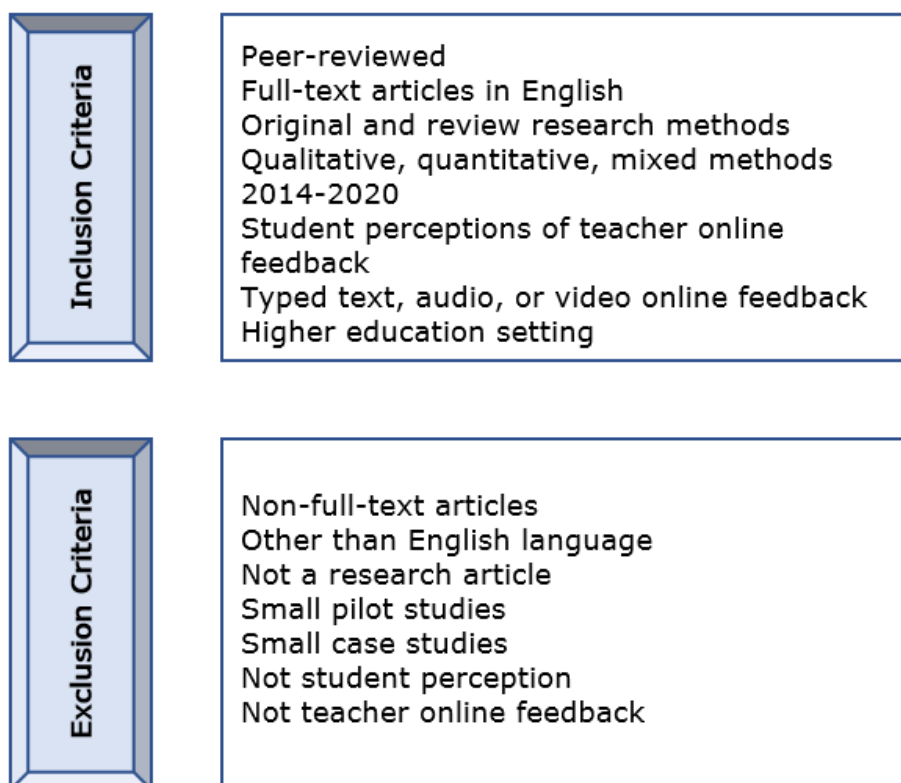 Inclusion Criteria
Peer-reviewed
Full-text articles in English
Original and review research methods
Qualitative, quantitative, mixed methods
2014-2020
Student perceptions of teacher online
feedback
Typed text, audio, or video online feedback
Higher education setting
Exclusion Criteria
Non-full-text articles
Other than English language
Not a research article
Small pilot studies
Small case studies
Not student perception
Not teacher online feedback